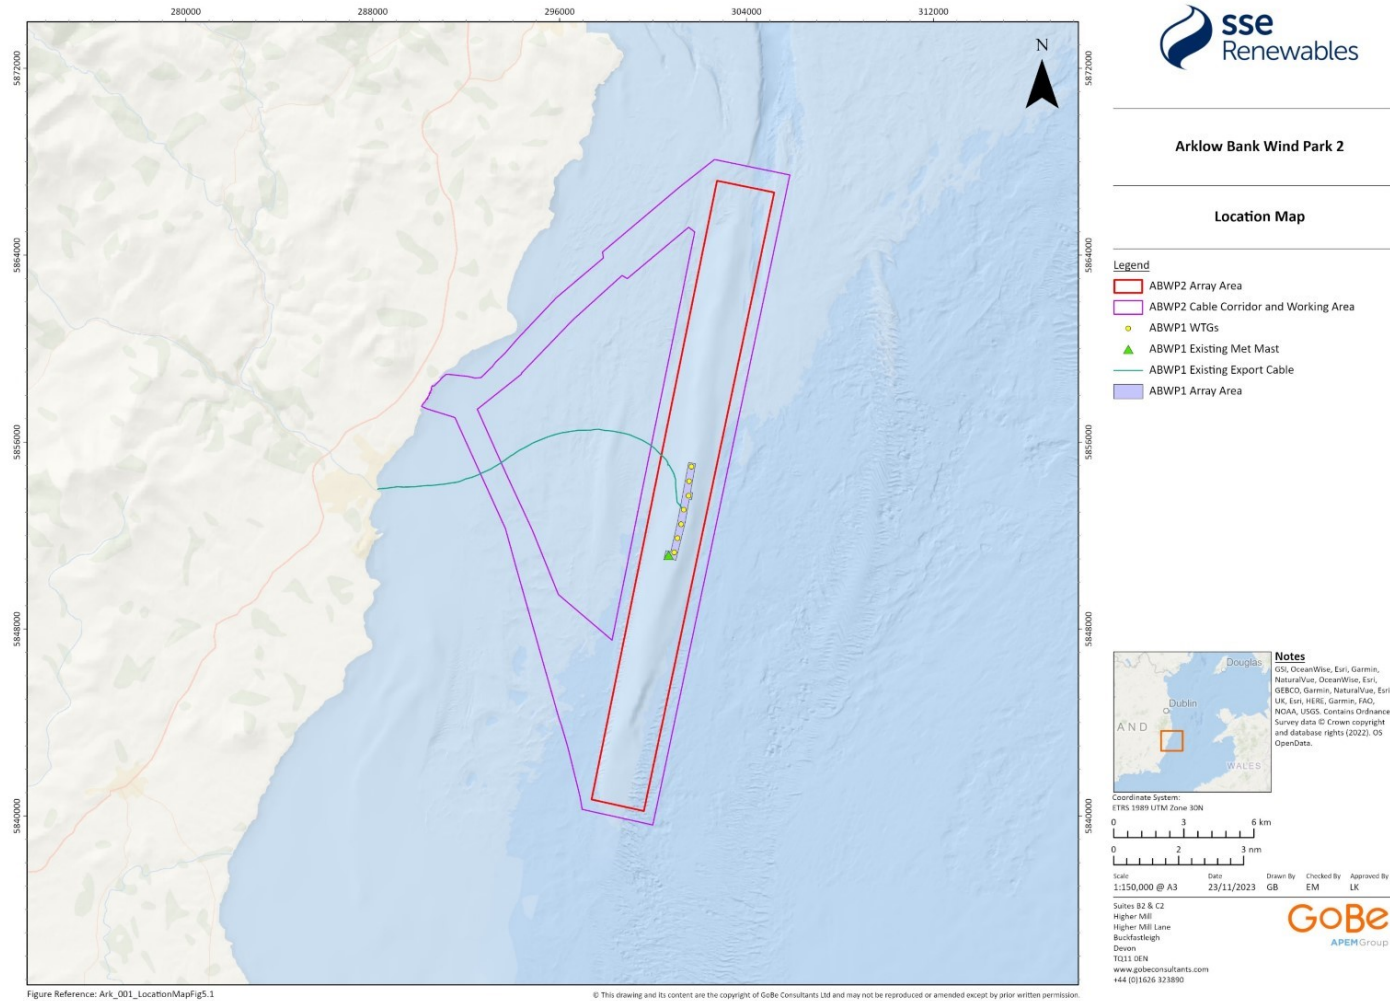 280000
288000
296000
304000
312000
5872000
5864000
5856000
5848000
5840000
5872000
5864000
5856000
5848000
5840000
N
sse
Renewables
Arklow Bank Wind Park 2
Location Map
Legend
ABWP2 Array Area
ABWP2 Cable Corridor and Working Area
ABWP1 WTGs
ABWP1 Existing Met Mast
ABWP1 Existing Export Cable
ABWP1 Array Area
Douglas
Dublin
AND
WALES
Notes
GSI, OceanWise, Esri, Garmin,
NaturalVue, OceanWise, Esri,
GEBCO, Garmin, NaturalVue, Esri
UK, Esri, HERE, Garmin, FAO,
NOAA, USGS. Contains Ordnance
Survey data © Crown copyright
and database rights (2022). OS
OpenData.
Coordinate System:
ETRS 1989 UTM Zone 30N
0 3 6 km
0 2 3 nm
Scale Date Drawn By Checked By Approved By
1:150,000 @ A3 23/11/2023 GB EM LK
Suites B2 & C2
Higher Mill
Higher Mill Lane
Buckfastleigh
Devon
TQ11 0EN
www.gobeconsultants.com
+44 (0)1626 323890
GoBe
APEMGroup
Figure Reference: Ark_001_LocationMapFig5.1
© This drawing and its content are the copyright of GoBe Consultants Ltd and may not be reproduced or amended except by prior written permission.